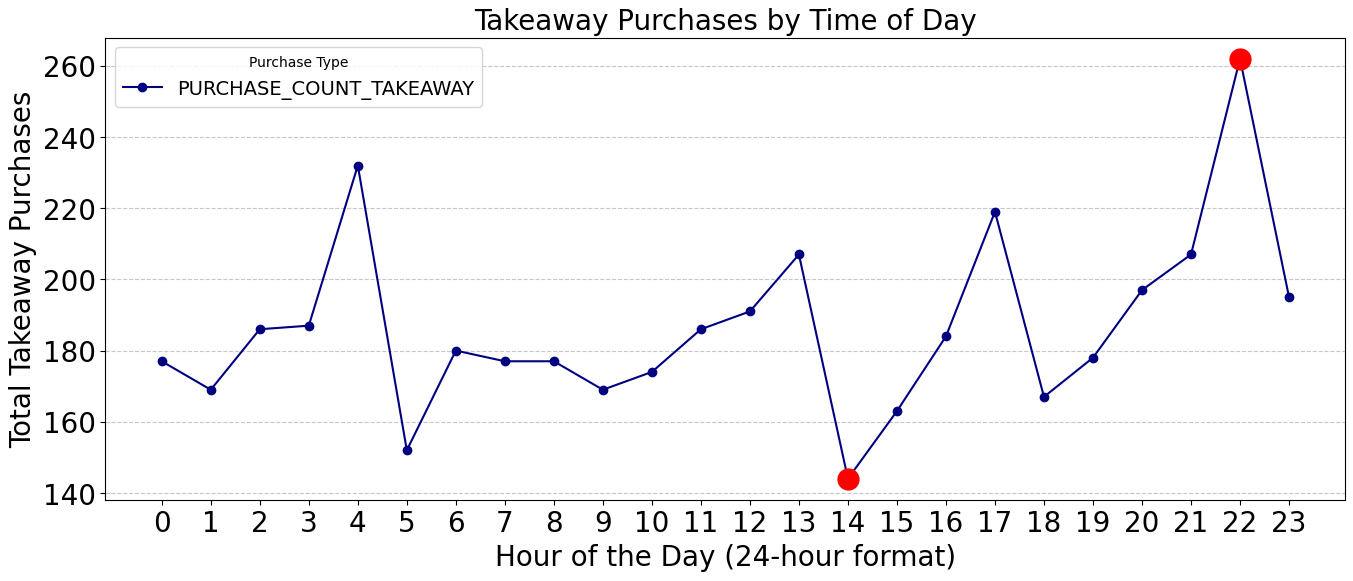 Takeaway Purchases by Time of Day
Purchase Type
PURCHASE_COUNT_TAKEAWAY
Total Takeaway Purchases
260
240
220
200
180
160
140
0 1 2 3 4 5 6 7 8 9 10 11 12 13 14 15 16 17 18 19 20 21 22 23
Hour of the Day (24-hour format)